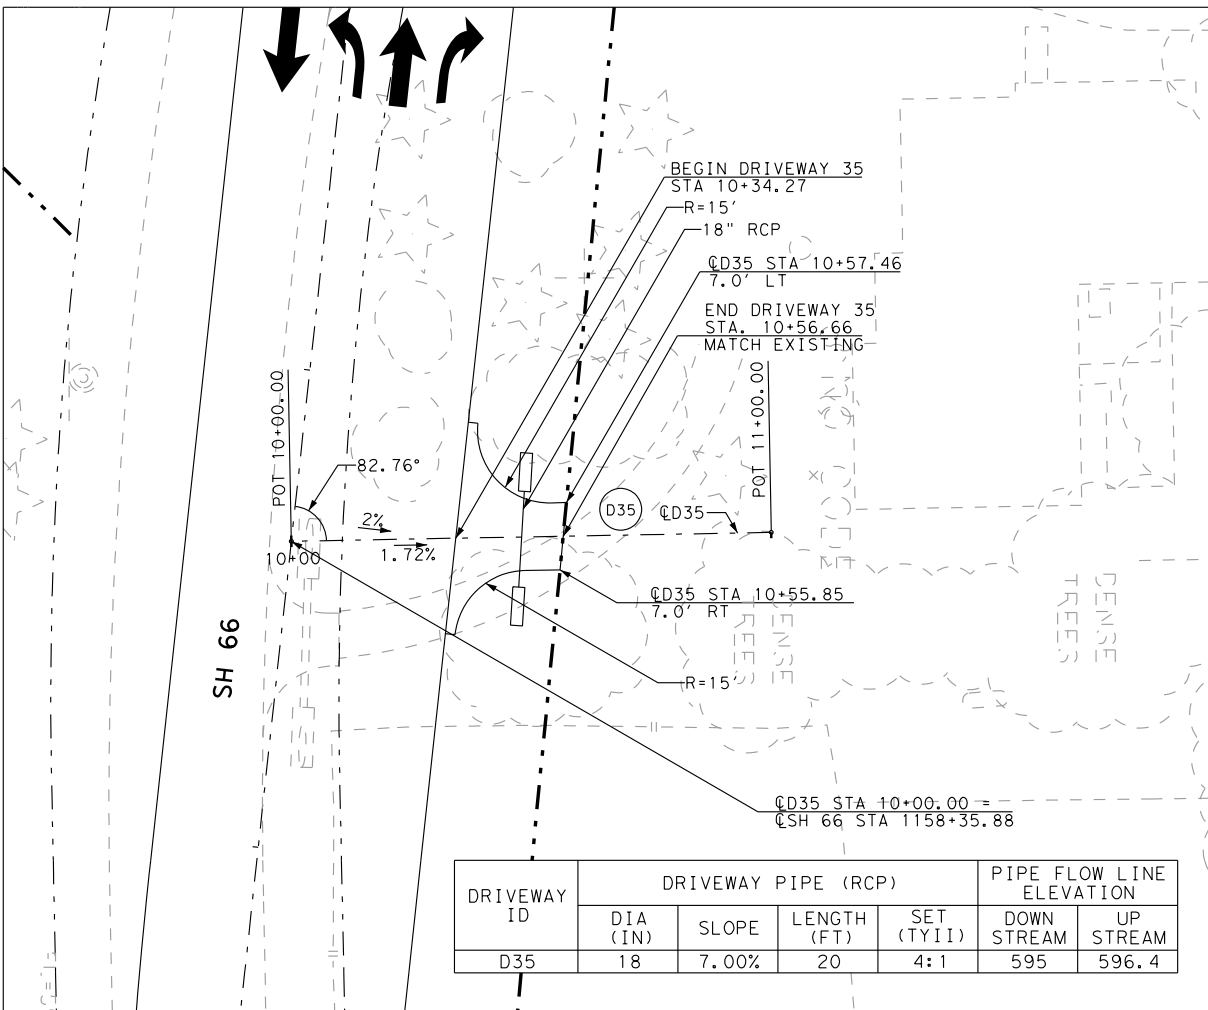 BEGIN DRIVEWAY 35
STA 10+34.27
R=15'
18" RCP
℄D35 STA 10+57.46
7.0' LT
END DRIVEWAY 35
STA. 10+56.66
MATCH EXISTING
POT 10+00.00
POT 11+00.00
82.76°
2%
1.72%
10+00
D35
℄D35
℄D35 STA 10+55.85
7.0' RT
DENSE
TREES
DENSE
TREES
SH 66
R=15'
℄D35 STA 10+00.00 =
℄SH 66 STA 1158+35.88
DRIVEWAY ID
DRIVEWAY PIPE (RCP)
PIPE FLOW LINE ELEVATION
DIA (IN)
SLOPE
LENGTH (FT)
SET (TYII)
DOWN STREAM
UP STREAM
D35 18 7.00% 20 4:1 595 596.4